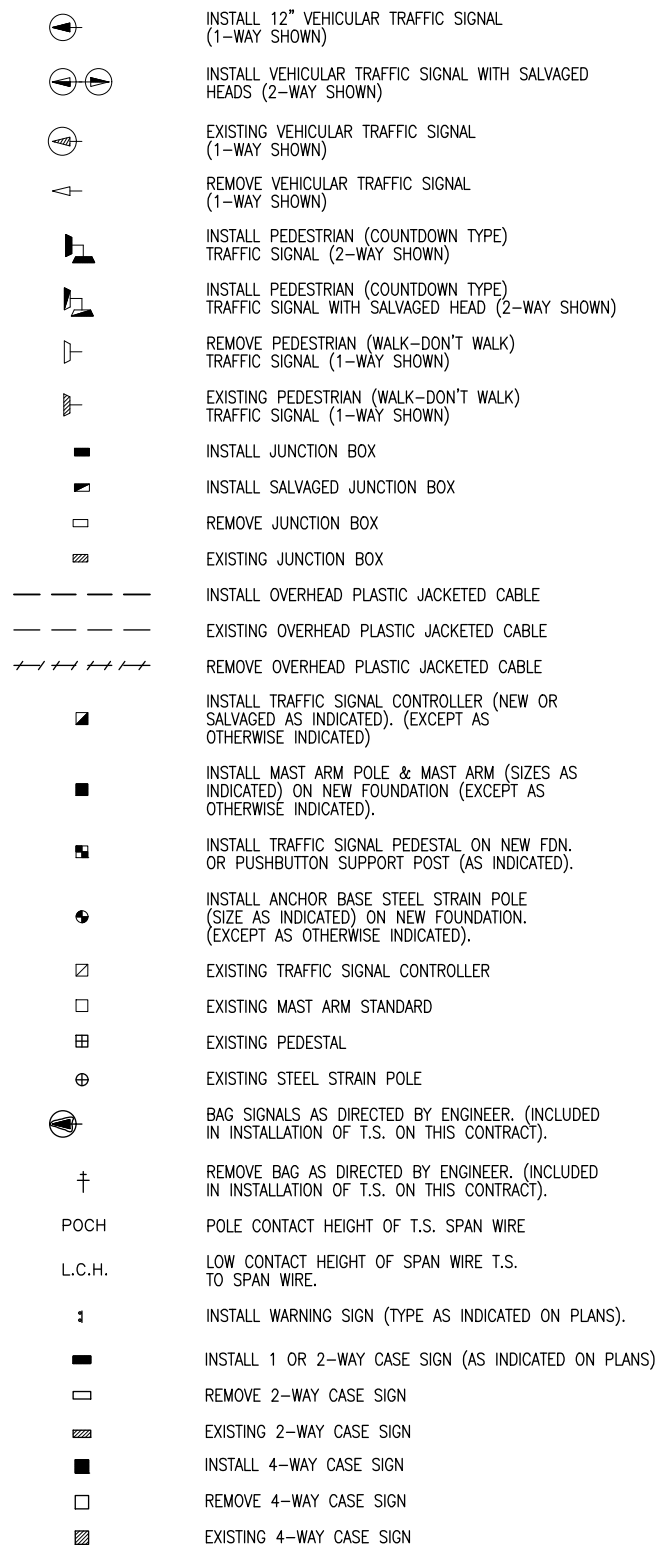 INSTALL 12" VEHICULAR TRAFFIC SIGNAL
(1-WAY SHOWN)
INSTALL VEHICULAR TRAFFIC SIGNAL WITH SALVAGED
HEADS (2-WAY SHOWN)
EXISTING VEHICULAR TRAFFIC SIGNAL
(1-WAY SHOWN)
REMOVE VEHICULAR TRAFFIC SIGNAL
(1-WAY SHOWN)
INSTALL PEDESTRIAN (COUNTDOWN TYPE)
TRAFFIC SIGNAL (2-WAY SHOWN)
INSTALL PEDESTRIAN (COUNTDOWN TYPE)
TRAFFIC SIGNAL WITH SALVAGED HEAD (2-WAY SHOWN)
REMOVE PEDESTRIAN (WALK-DON'T WALK)
TRAFFIC SIGNAL (1-WAY SHOWN)
EXISTING PEDESTRIAN (WALK-DON'T WALK)
TRAFFIC SIGNAL (1-WAY SHOWN)
INSTALL JUNCTION BOX
INSTALL SALVAGED JUNCTION BOX
REMOVE JUNCTION BOX
EXISTING JUNCTION BOX
INSTALL OVERHEAD PLASTIC JACKETED CABLE
EXISTING OVERHEAD PLASTIC JACKETED CABLE
REMOVE OVERHEAD PLASTIC JACKETED CABLE
INSTALL TRAFFIC SIGNAL CONTROLLER (NEW OR
SALVAGED AS INDICATED). (EXCEPT AS
OTHERWISE INDICATED)
INSTALL MAST ARM POLE & MAST ARM (SIZES AS
INDICATED) ON NEW FOUNDATION (EXCEPT AS
OTHERWISE INDICATED).
INSTALL TRAFFIC SIGNAL PEDESTAL ON NEW FDN.
OR PUSHBUTTON SUPPORT POST (AS INDICATED).
INSTALL ANCHOR BASE STEEL STRAIN POLE
(SIZE AS INDICATED) ON NEW FOUNDATION.
(EXCEPT AS OTHERWISE INDICATED).
EXISTING TRAFFIC SIGNAL CONTROLLER
EXISTING MAST ARM STANDARD
EXISTING PEDESTAL
EXISTING STEEL STRAIN POLE
BAG SIGNALS AS DIRECTED BY ENGINEER. (INCLUDED
IN INSTALLATION OF T.S. ON THIS CONTRACT).
REMOVE BAG AS DIRECTED BY ENGINEER. (INCLUDED
IN INSTALLATION OF T.S. ON THIS CONTRACT).
POCH POLE CONTACT HEIGHT OF T.S. SPAN WIRE
L.C.H. LOW CONTACT HEIGHT OF SPAN WIRE T.S.
TO SPAN WIRE.
INSTALL WARNING SIGN (TYPE AS INDICATED ON PLANS).
INSTALL 1 OR 2-WAY CASE SIGN (AS INDICATED ON PLANS)
REMOVE 2-WAY CASE SIGN
EXISTING 2-WAY CASE SIGN
INSTALL 4-WAY CASE SIGN
REMOVE 4-WAY CASE SIGN
EXISTING 4-WAY CASE SIGN